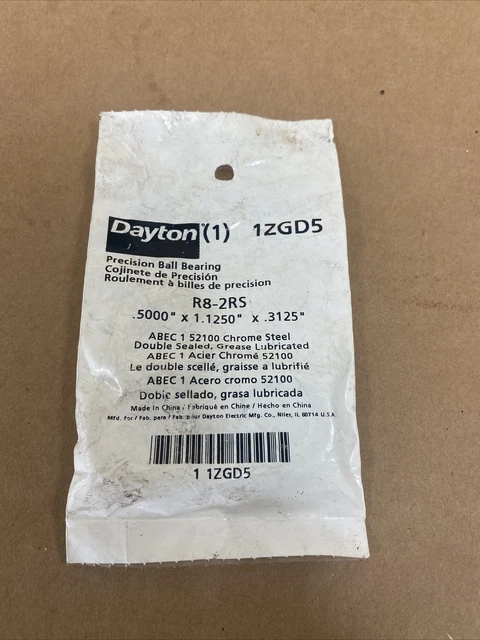 Dayton (1) 1ZGD5
Precision Ball Bearing
Cojinete de Precisión
Roulement à billes de precision
R8-2RS
.5000" x 1.1250" x .3125"
ABEC 1 52100 Chrome Steel
Double Sealed, Grease Lubricated
ABEC 1 Acier Chromé 52100
Le double scellé, graisse a lubrifié
ABEC 1 Acero cromo 52100
Doble sellado, grasa lubricada
Made In China / Fabriqué en Chine / Hecho en China
Mfd. for / Fab. para / Fab. pour Dayton Electric Mfg. Co., Niles, IL 60714 U.S.A
1 1ZGD5